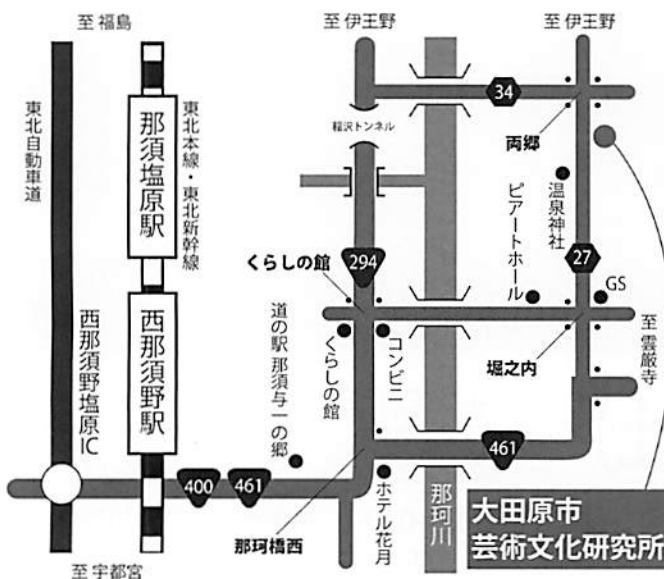 至 福島
至 伊王野
至 伊王野
東北自動車道
那須塩原駅
東北本線・東北新幹線
稲沢トンネル
34
両郷
温泉神社
ピアートホール
くらしの館
294
27
GS
西那須野塩原IC
西那須野駅
道の駅 那須与一の郷
くらしの館
コンビニ
堀之内
至 雲厳寺
400
461
461
那珂橋西
ホテル花月
那珂川
大田原市
芸術文化研究所
至 宇都宮